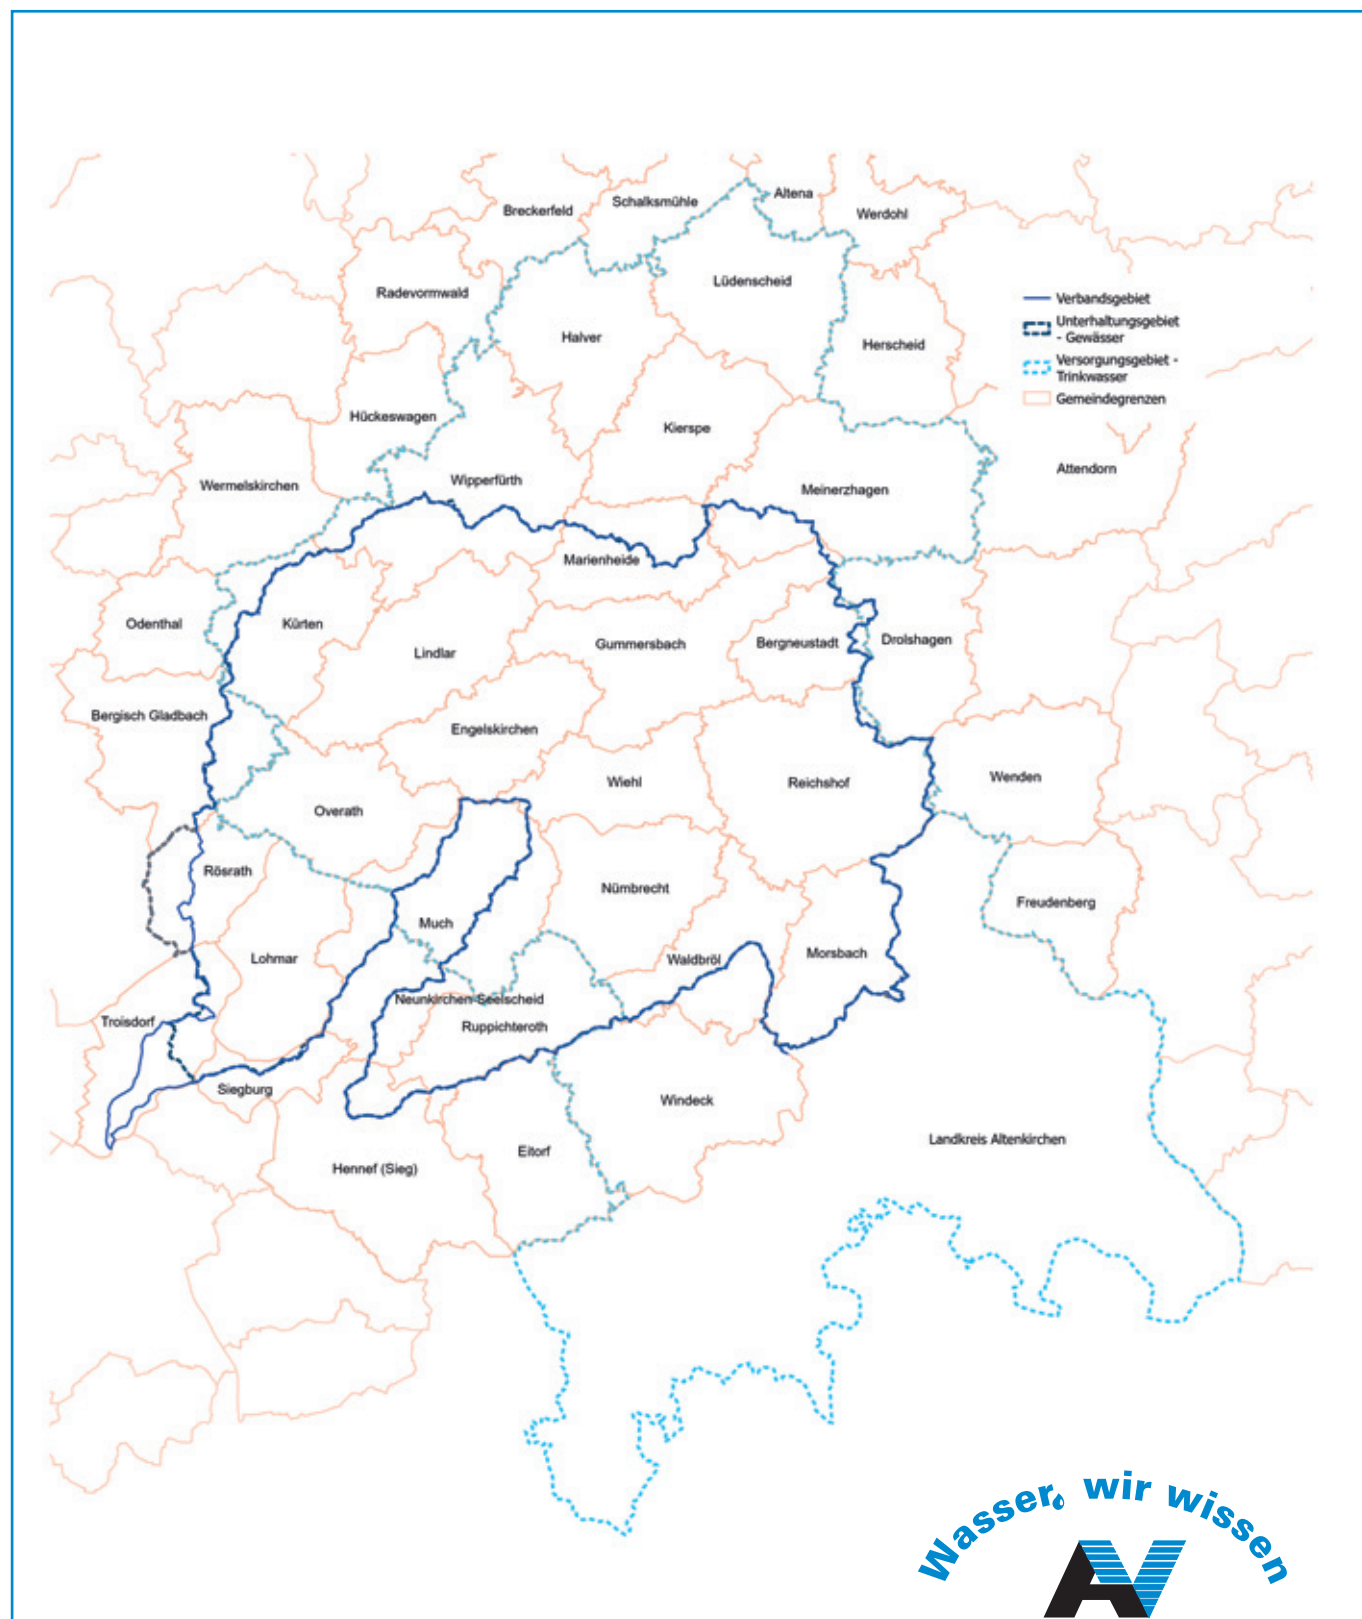 Breckerfeld
Schalksmühle
Altena
Werdohl
Radevormwald
Lüdenscheid
Halver
Herscheid
Verbandsgebiet
Unterhaltungsgebiet
- Gewässer
Versorgungsgebiet -
Trinkwasser
Gemeindegrenzen
Hückeswagen
Kierspe
Attendorn
Wermelskirchen
Wipperfürth
Meinerzhagen
Marienheide
Odenthal
Kürten
Lindlar
Gummersbach
Bergneustadt
Drolshagen
Bergisch Gladbach
Engelskirchen
Wiehl
Reichshof
Wenden
Overath
Rösrath
Nümbrecht
Freudenberg
Much
Lohmar
Waldbröl
Morsbach
Neunkirchen-Seelscheid
Troisdorf
Ruppichteroth
Siegburg
Windeck
Landkreis Altenkirchen
Eitorf
Hennef (Sieg)
Wasser, wir wissen
AV